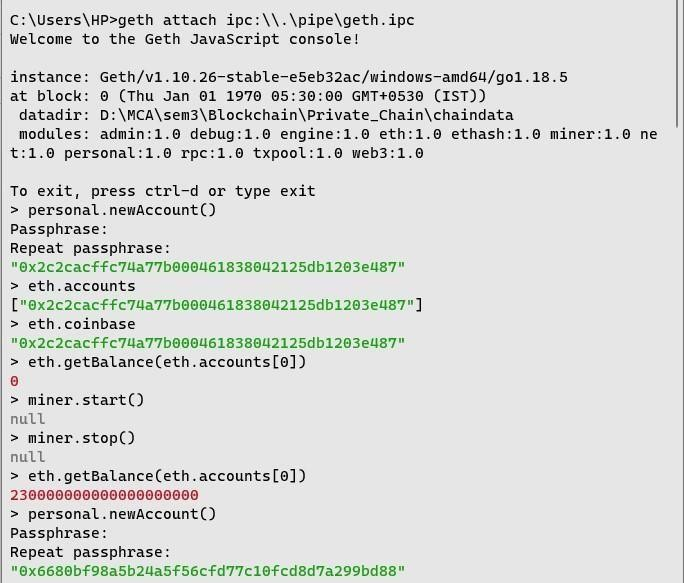 C:\Users\HP>geth attach ipc:\\.\pipe\geth.ipc
Welcome to the Geth JavaScript console!
instance: Geth/v1.10.26-stable-e5eb32ac/windows-amd64/go1.18.5
at block: 0 (Thu Jan 01 1970 05:30:00 GMT+0530 (IST))
 datadir: D:\MCA\sem3\Blockchain\Private_Chain\chaindata
 modules: admin:1.0 debug:1.0 engine:1.0 eth:1.0 ethash:1.0 miner:1.0 ne
t:1.0 personal:1.0 rpc:1.0 txpool:1.0 web3:1.0
To exit, press ctrl-d or type exit
> personal.newAccount()
Passphrase:
Repeat passphrase:
"0x2c2cacffc74a77b000461838042125db1203e487"
> eth.accounts
["0x2c2cacffc74a77b000461838042125db1203e487"]
> eth.coinbase
"0x2c2cacffc74a77b000461838042125db1203e487"
> eth.getBalance(eth.accounts[0])
0
> miner.start()
null
> miner.stop()
null
> eth.getBalance(eth.accounts[0])
230000000000000000000
> personal.newAccount()
Passphrase:
Repeat passphrase:
"0x6680bf98a5b24a5f56cfd77c10fcd8d7a299bd88"